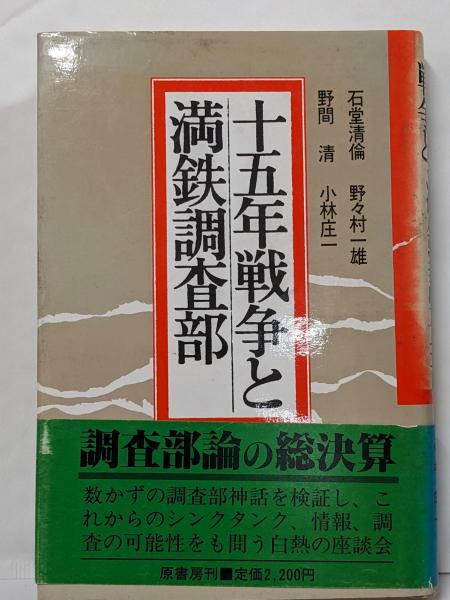 石堂清倫　野々村一雄
野間　清　小林庄一
十五年戦争と
満鉄調査部
調査部論の総決算
数かずの調査部神話を検証し、こ
れからのシンクタンク、情報、調
査の可能性をも問う白熱の座談会
原書房刊■定価2,200円